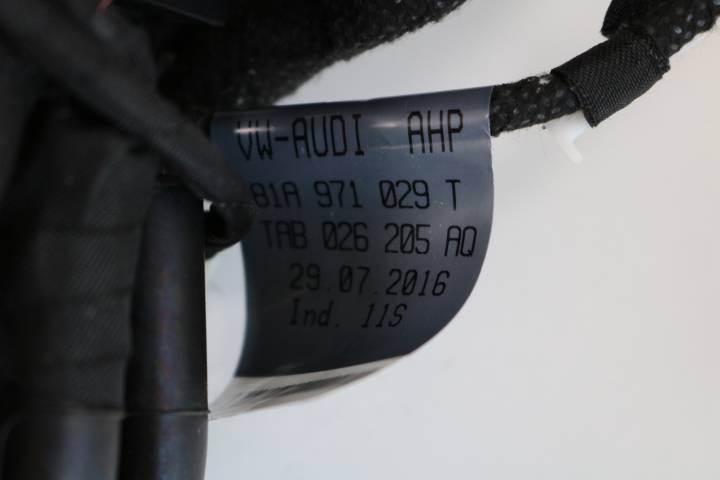 VW-AUDI AHP
81A 971 029 T
TAB 026 205 AQ
29.07.2016
Ind. 11S